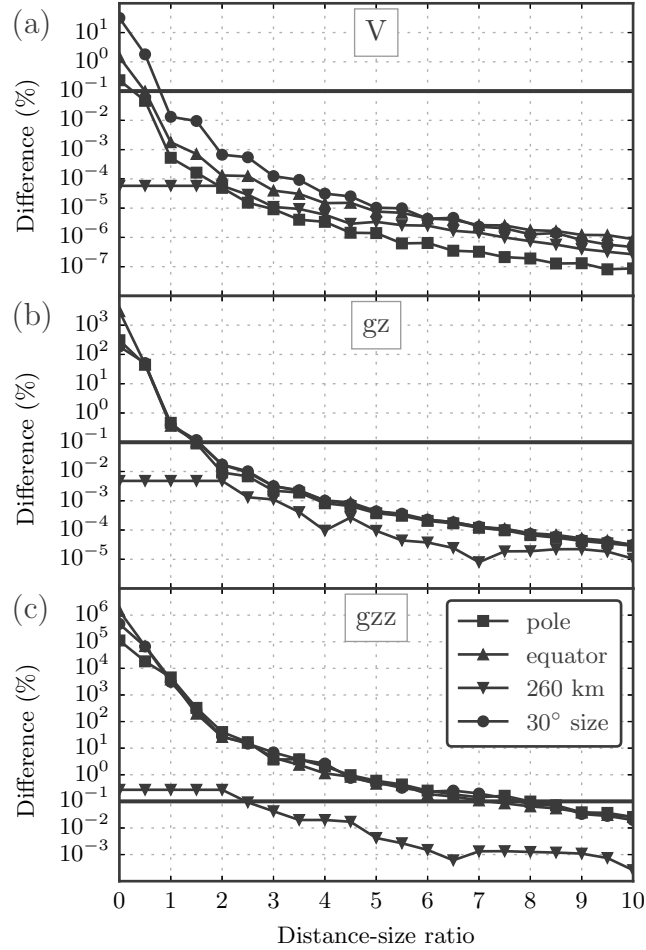 (a)
V
10^1
10^0
10^-1
10^-2
10^-3
10^-4
10^-5
10^-6
10^-7
Difference (%)
(b)
gz
10^3
10^2
10^1
10^0
10^-1
10^-2
10^-3
10^-4
10^-5
Difference (%)
(c)
gzz
10^6
10^5
10^4
10^3
10^2
10^1
10^0
10^-1
10^-2
10^-3
Difference (%)
pole
equator
260 km
30° size
0 1 2 3 4 5 6 7 8 9 10
Distance-size ratio